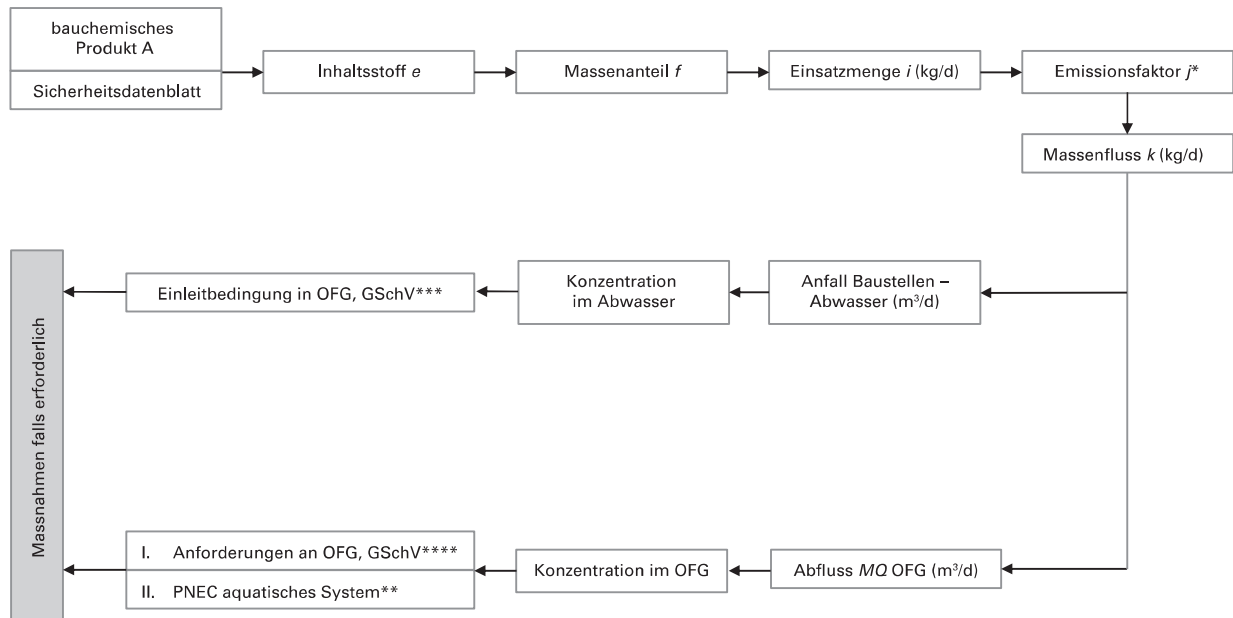 bauchemisches
Produkt A
Sicherheitsdatenblatt
Inhaltsstoff e
Massenanteil f
Einsatzmenge i (kg/d)
Emissionsfaktor j*
Massenfluss k (kg/d)
Massnahmen falls erforderlich
Einleitbedingung in OFG, GSchV***
Konzentration
im Abwasser
Anfall Baustellen –
Abwasser (m³/d)
I. Anforderungen an OFG, GSchV****
II. PNEC aquatisches System**
Konzentration im OFG
Abfluss MQ OFG (m³/d)